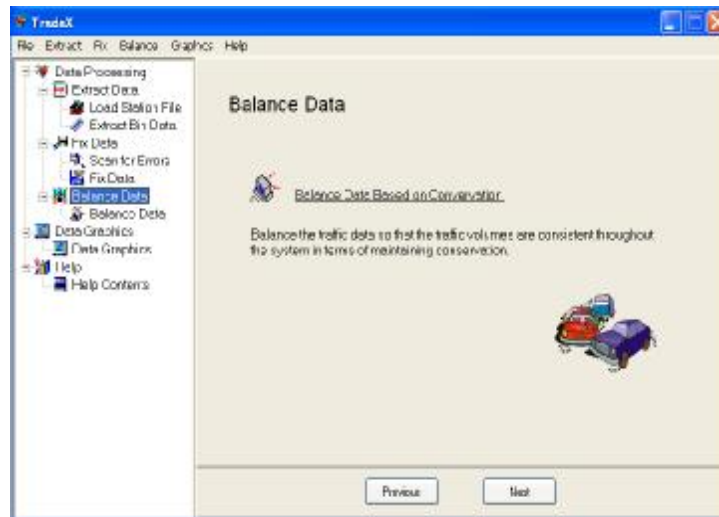 TradeX
File Extract Fix Balance Graphics Help
Data Processing
Extract Data
Load Station File
Extract Bin Data
Fix Data
Scan for Errors
Fix Data
Balance Data
Balance Data
Data Graphics
Data Graphics
Help
Help Contents
Balance Data
Balance Data Based on Conservation
Balance the traffic data so that the traffic volumes are consistent throughout
the system in terms of maintaining conservation.
Previous
Next